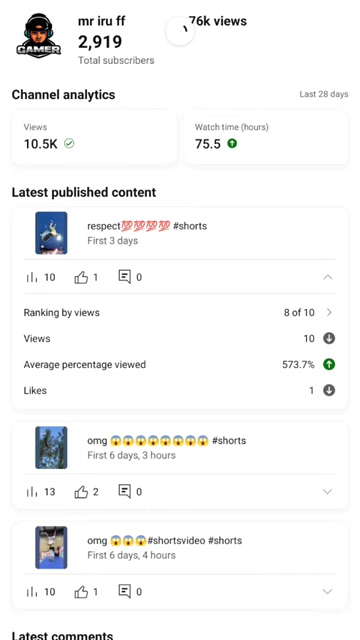 mr iru ff
76k views
2,919
Total subscribers
GAMER
Channel analytics
Last 28 days
Views
Watch time (hours)
10.5K
75.5
Latest published content
respect💯💯💯💯 #shorts
First 3 days
10 1 0
Ranking by views 8 of 10
Views 10
Average percentage viewed 573.7%
Likes 1
omg 😱😱😱😱😱😱😱😱 #shorts
First 6 days, 3 hours
13 2 0
omg 😱😱😱#shortsvideo #shorts
First 6 days, 4 hours
10 1 0
Latest comments